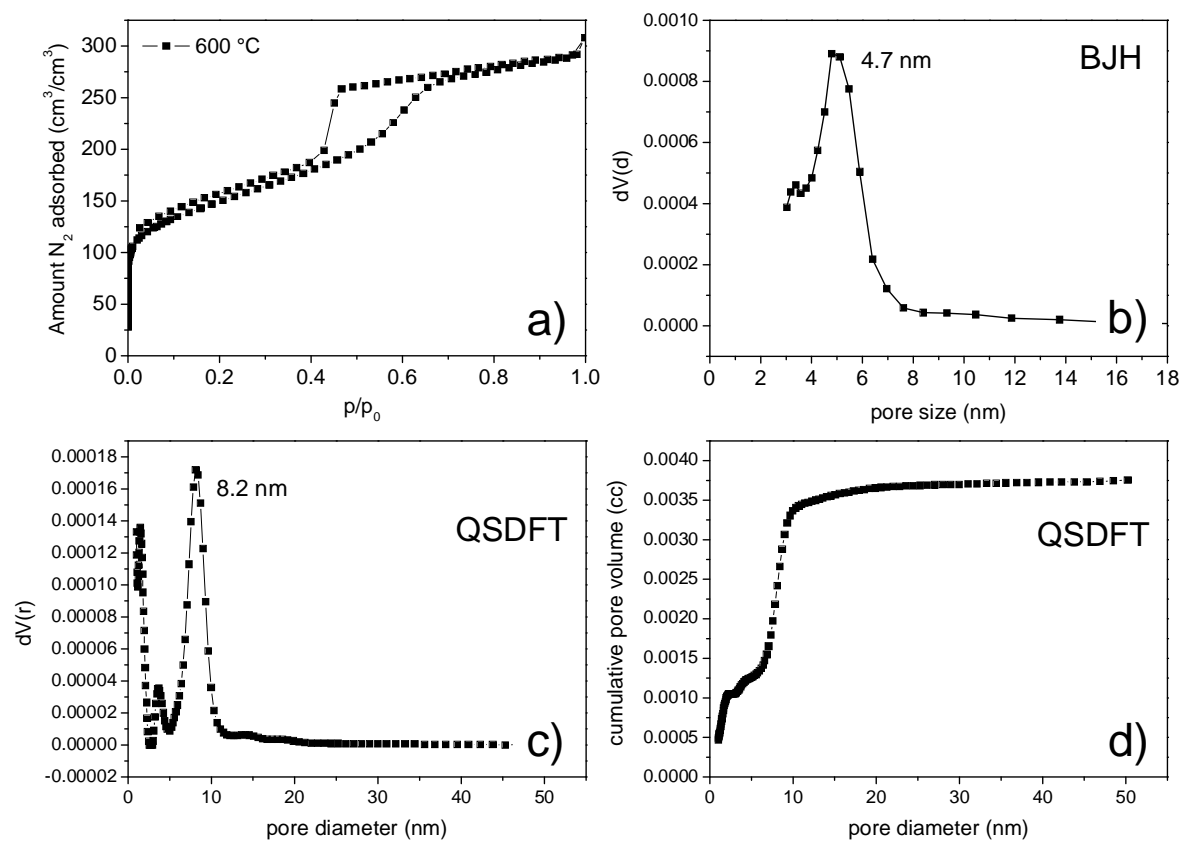 600 °C
300
250
200
150
100
50
0
Amount N2 adsorbed (cm3/cm3)
0.0 0.2 0.4 0.6 0.8 1.0
p/p0
a)
0.0010
0.0008
0.0006
0.0004
0.0002
0.0000
dV(d)
4.7 nm
BJH
0 2 4 6 8 10 12 14 16 18
pore size (nm)
b)
0.00018
0.00016
0.00014
0.00012
0.00010
0.00008
0.00006
0.00004
0.00002
0.00000
-0.00002
dV(r)
8.2 nm
QSDFT
0 10 20 30 40 50
pore diameter (nm)
c)
0.0040
0.0035
0.0030
0.0025
0.0020
0.0015
0.0010
0.0005
0.0000
cumulative pore volume (cc)
QSDFT
0 10 20 30 40 50
pore diameter (nm)
d)